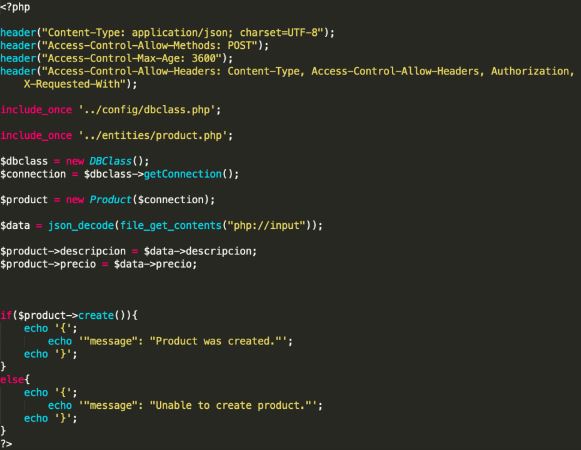 <?php
header("Content-Type: application/json; charset=UTF-8");
header("Access-Control-Allow-Methods: POST");
header("Access-Control-Max-Age: 3600");
header("Access-Control-Allow-Headers: Content-Type, Access-Control-Allow-Headers, Authorization,
X-Requested-With");
include_once '../config/dbclass.php';
include_once '../entities/product.php';
$dbclass = new DBClass();
$connection = $dbclass->getConnection();
$product = new Product($connection);
$data = json_decode(file_get_contents("php://input"));
$product->descripcion = $data->descripcion;
$product->precio = $data->precio;
if($product->create()){
echo '{';
echo '"message": "Product was created."';
echo '}';
}
else{
echo '{';
echo '"message": "Unable to create product."';
echo '}';
}
?>